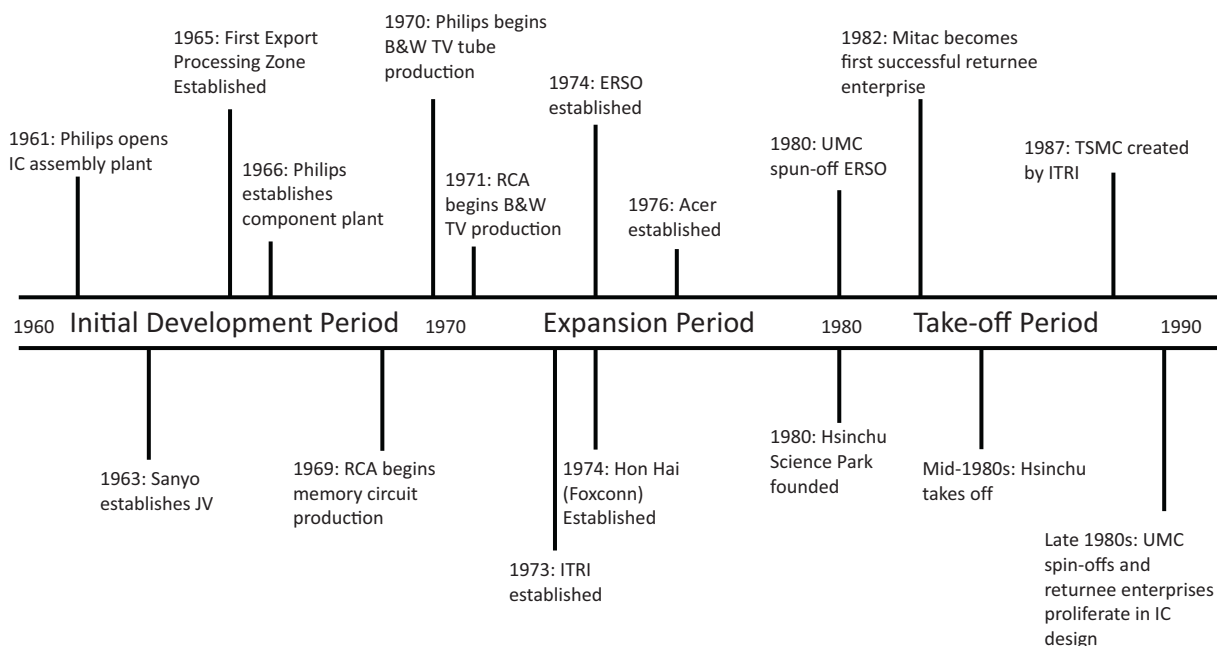 1961: Philips opens
IC assembly plant
1965: First Export
Processing Zone
Established
1966: Philips
establishes
component plant
1970: Philips begins
B&W TV tube
production
1971: RCA
begins B&W
TV production
1974: ERSO
established
1976: Acer
established
1980: UMC
spun-off ERSO
1982: Mitac becomes
first successful returnee
enterprise
1987: TSMC created
by ITRI
1960 Initial Development Period 1970 Expansion Period 1980 Take-off Period 1990
1963: Sanyo
establishes JV
1969: RCA begins
memory circuit
production
1973: ITRI
established
1974: Hon Hai
(Foxconn)
Established
1980: Hsinchu
Science Park
founded
Mid-1980s: Hsinchu
takes off
Late 1980s: UMC
spin-offs and
returnee enterprises
proliferate in IC
design